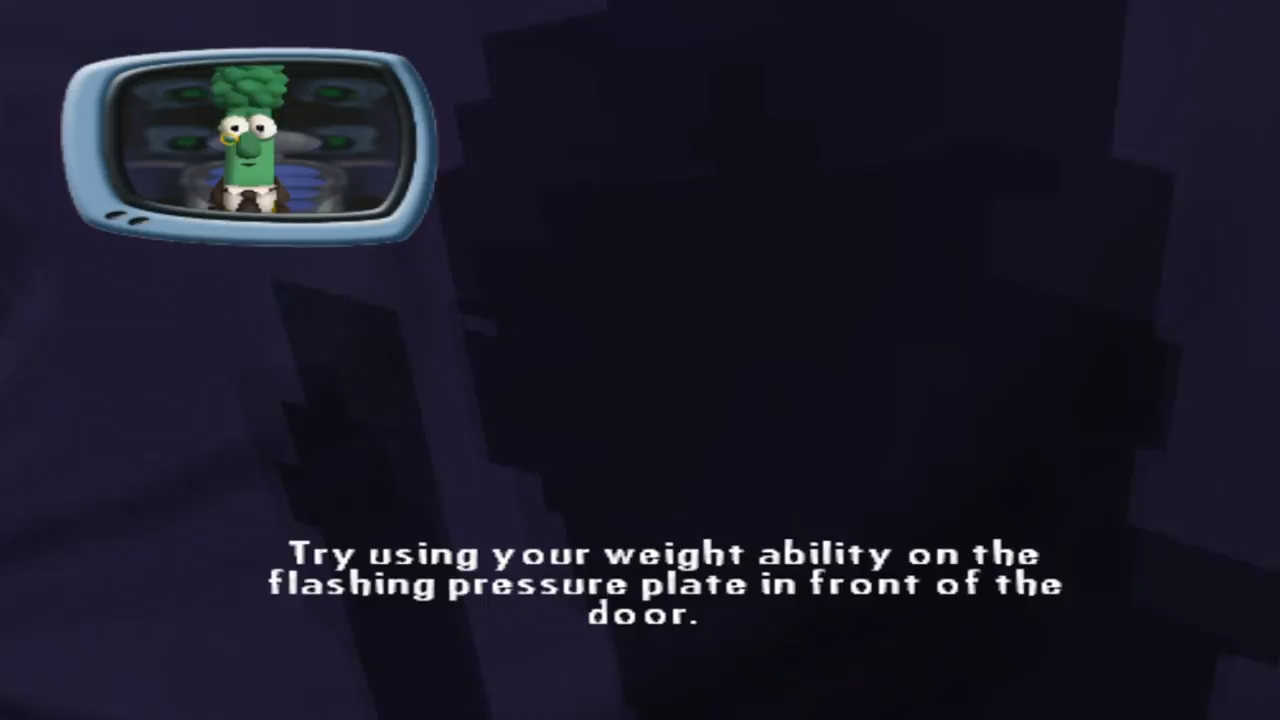 Try using your weight ability on the
flashing pressure plate in front of the
door.